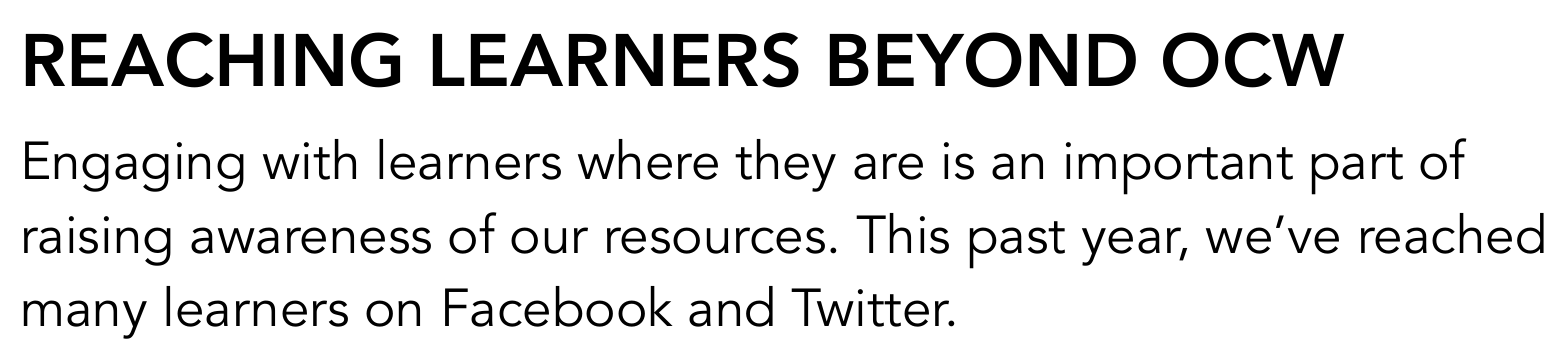 REACHING LEARNERS BEYOND OCW
Engaging with learners where they are is an important part of
raising awareness of our resources. This past year, we’ve reached
many learners on Facebook and Twitter.